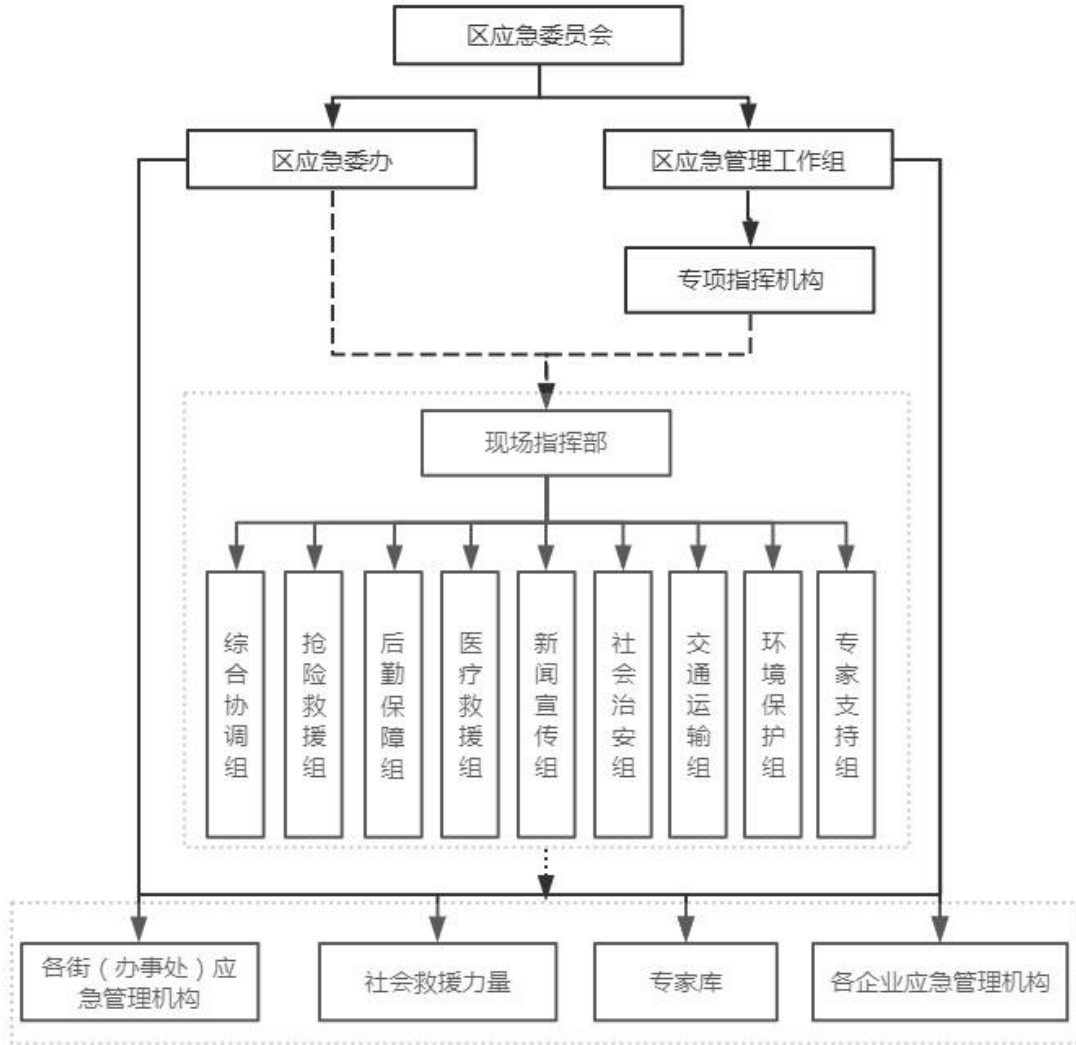 区应急委员会
区应急委办
区应急管理工作组
专项指挥机构
现场指挥部
综合协调组
抢险救援组
后勤保障组
医疗救援组
新闻宣传组
社会治安组
交通运输组
环境保护组
专家支持组
各街（办事处）应
急管理机构
社会救援力量
专家库
各企业应急管理机构